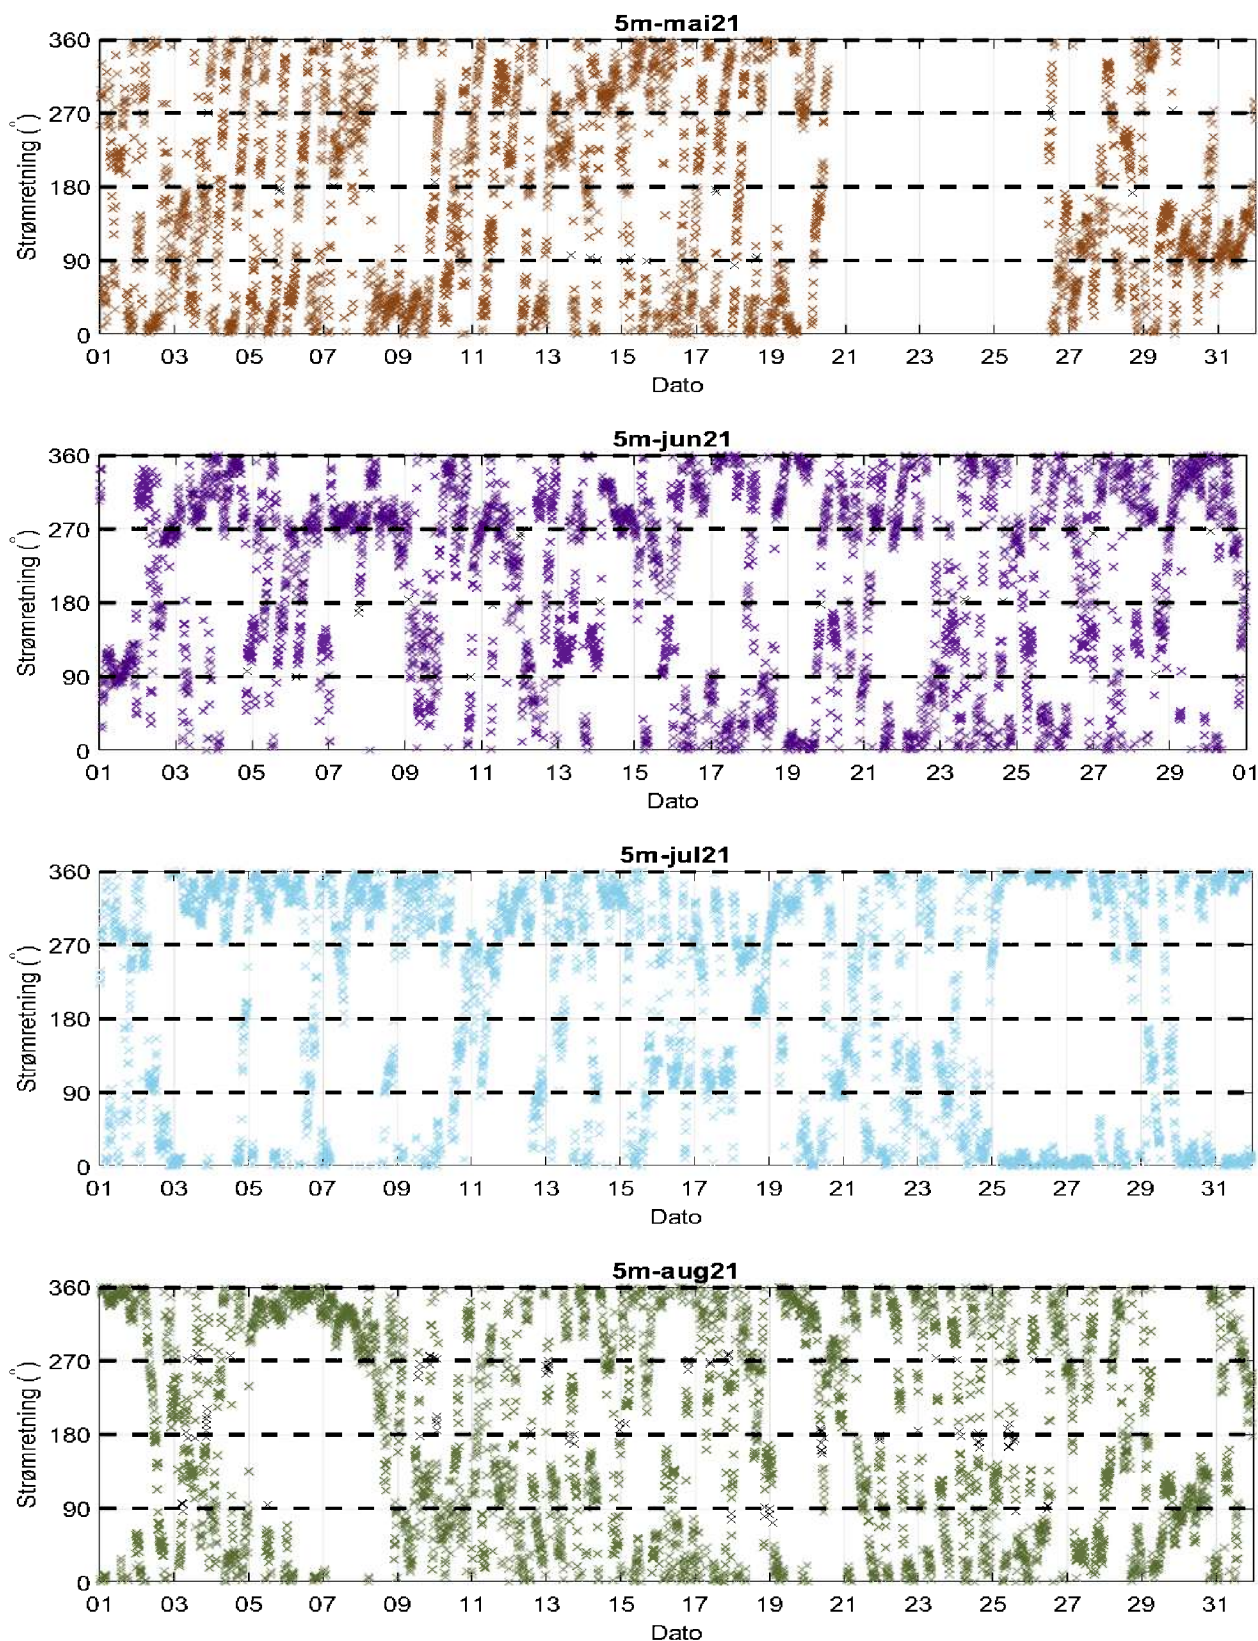 5m-mai21
360
270
180
90
0
Strømretning (°)
01 03 05 07 09 11 13 15 17 19 21 23 25 27 29 31
Dato
5m-jun21
360
270
180
90
0
Strømretning (°)
01 03 05 07 09 11 13 15 17 19 21 23 25 27 29 01
Dato
5m-jul21
360
270
180
90
0
Strømretning (°)
01 03 05 07 09 11 13 15 17 19 21 23 25 27 29 31
Dato
5m-aug21
360
270
180
90
0
Strømretning (°)
01 03 05 07 09 11 13 15 17 19 21 23 25 27 29 31
Dato